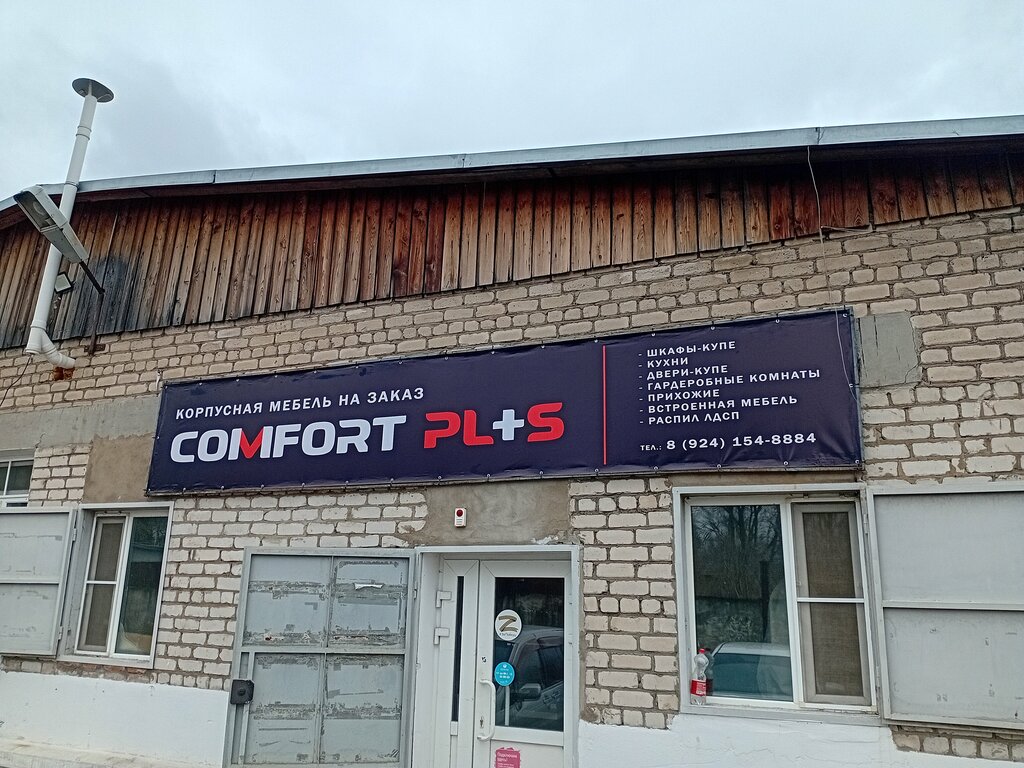 КОРПУСНАЯ МЕБЕЛЬ НА ЗАКАЗ
COMFORT PL+S
- ШКАФЫ-КУПЕ
- КУХНИ
- ДВЕРИ-КУПЕ
- ГАРДЕРОБНЫЕ КОМНАТЫ
- ПРИХОЖИЕ
- ВСТРОЕННАЯ МЕБЕЛЬ
- РАСПИЛ ЛДСП
ТЕЛ.: 8 (924) 154-8884
Z